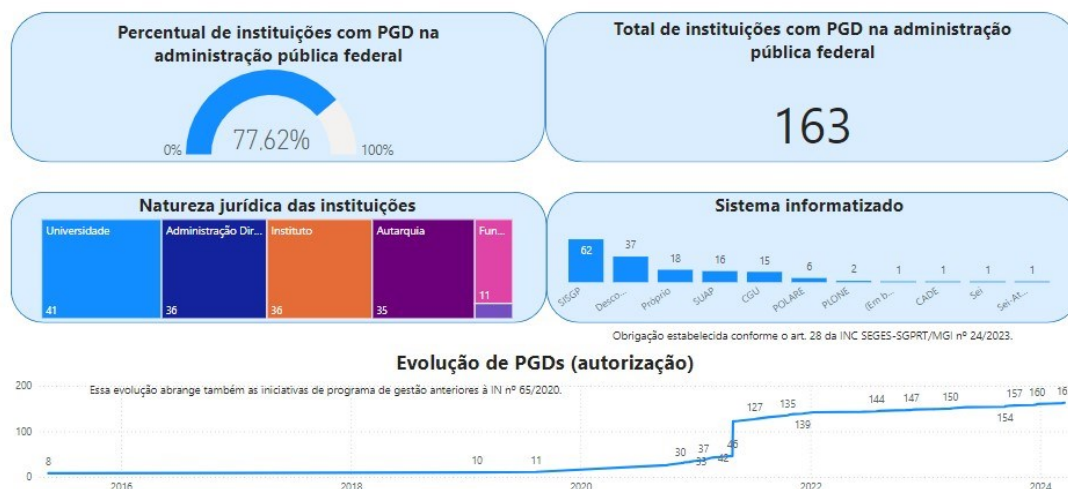 Percentual de instituições com PGD na
administração pública federal
77.62%
0%
100%
Total de instituições com PGD na administração
pública federal
163
Natureza jurídica das instituições
Universidade
Administração Dir...
Instituto
Autarquia
Fun...
41
36
36
35
11
Sistema informatizado
62
37
18
16
15
6
2
1
1
1
1
SISGP
Desco...
Próprio
SUAP
CGU
POLARE
PLONE
(Em b...
CADE
Sei
Sei-At...
Obrigação estabelecida conforme o art. 28 da INC SEGES-SGPRT/MGI nº 24/2023.
Evolução de PGDs (autorização)
Essa evolução abrange também as iniciativas de programa de gestão anteriores à IN nº 65/2020.
200
100
0
8
10
11
30
33
37
42
46
127
135
139
144
147
150
154
157
160
16
2016
2018
2020
2022
2024